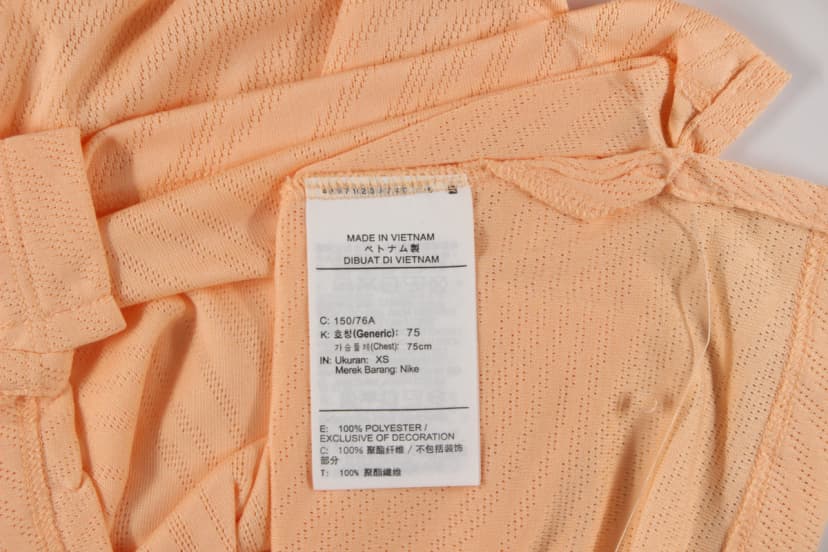 MADE IN VIETNAM
ベトナム製
DIBUAT DI VIETNAM
C: 150/76A
K: 호칭(Generic): 75
가슴둘레(Chest): 75cm
IN: Ukuran: XS
Merek Barang: Nike
E: 100% POLYESTER /
EXCLUSIVE OF DECORATION
C: 100% 聚酯纤维 / 不包括装饰
部分
T: 100% 聚酯纖維